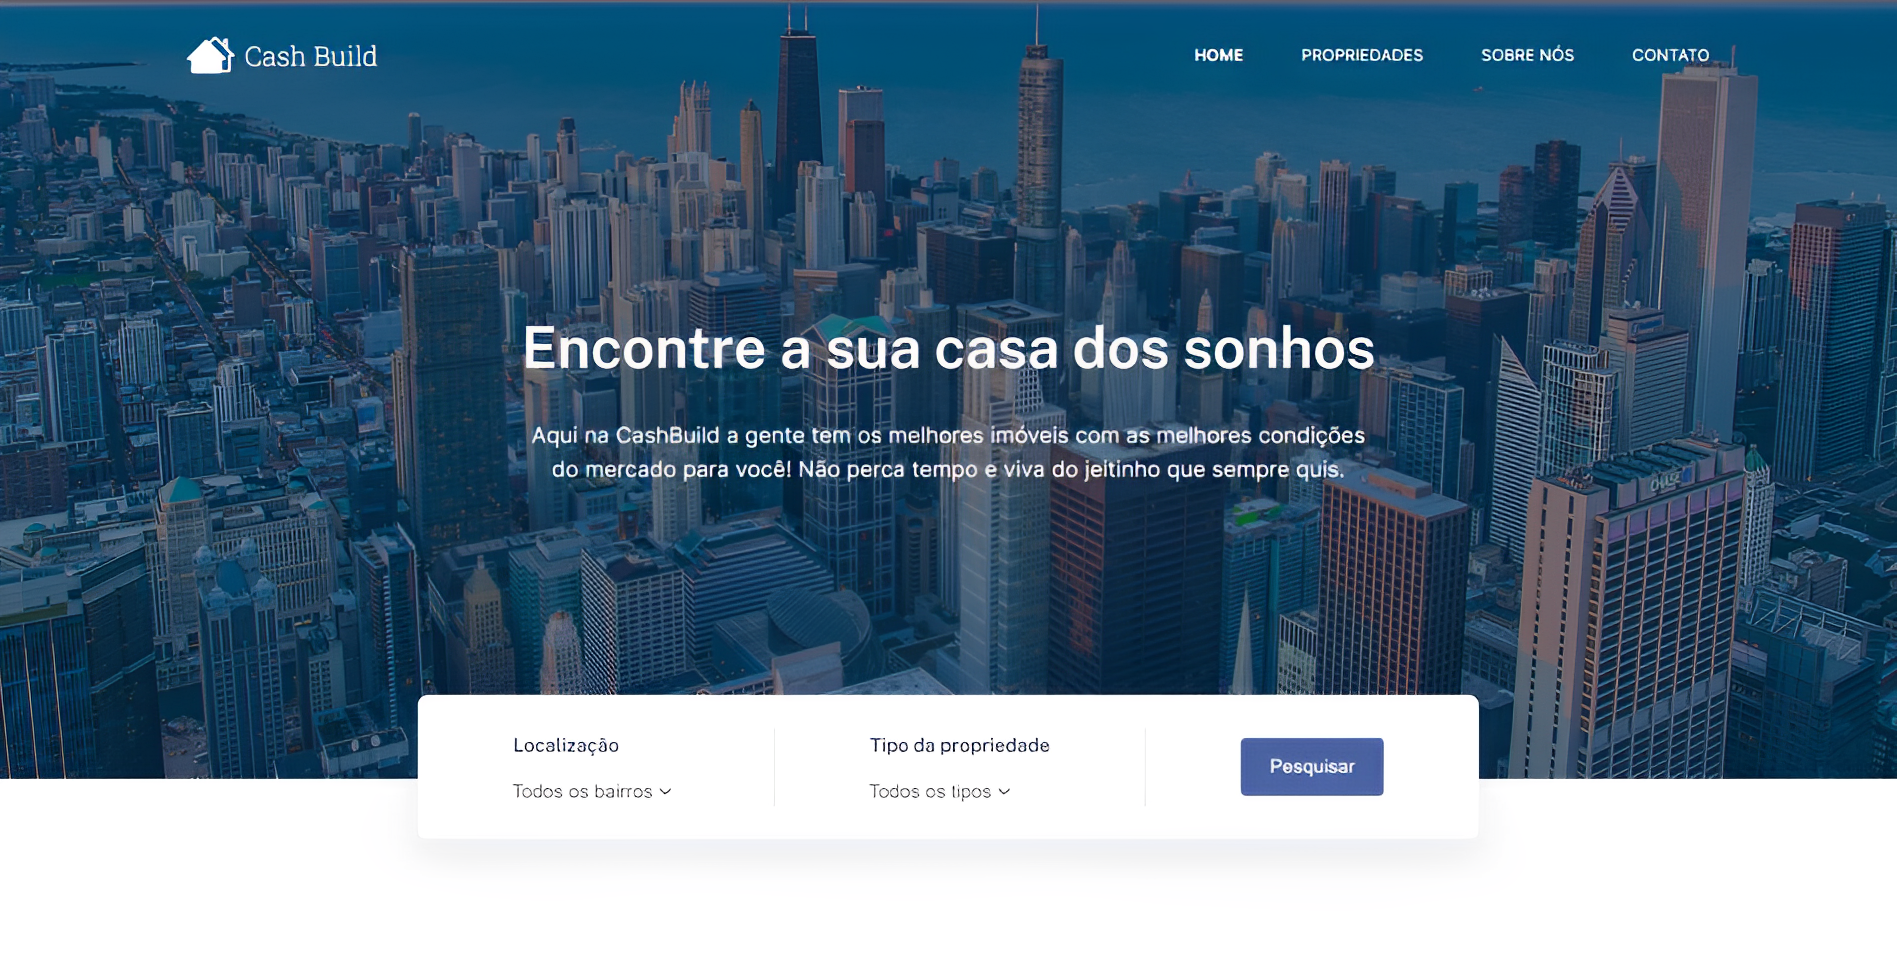 Cash Build
HOME PROPRIEDADES SOBRE NÓS CONTATO
Encontre a sua casa dos sonhos
Aqui na CashBuild a gente tem os melhores imóveis com as melhores condições
do mercado para você! Não perca tempo e viva do jeitinho que sempre quis.
Localização
Todos os bairros
Tipo da propriedade
Todos os tipos
Pesquisar